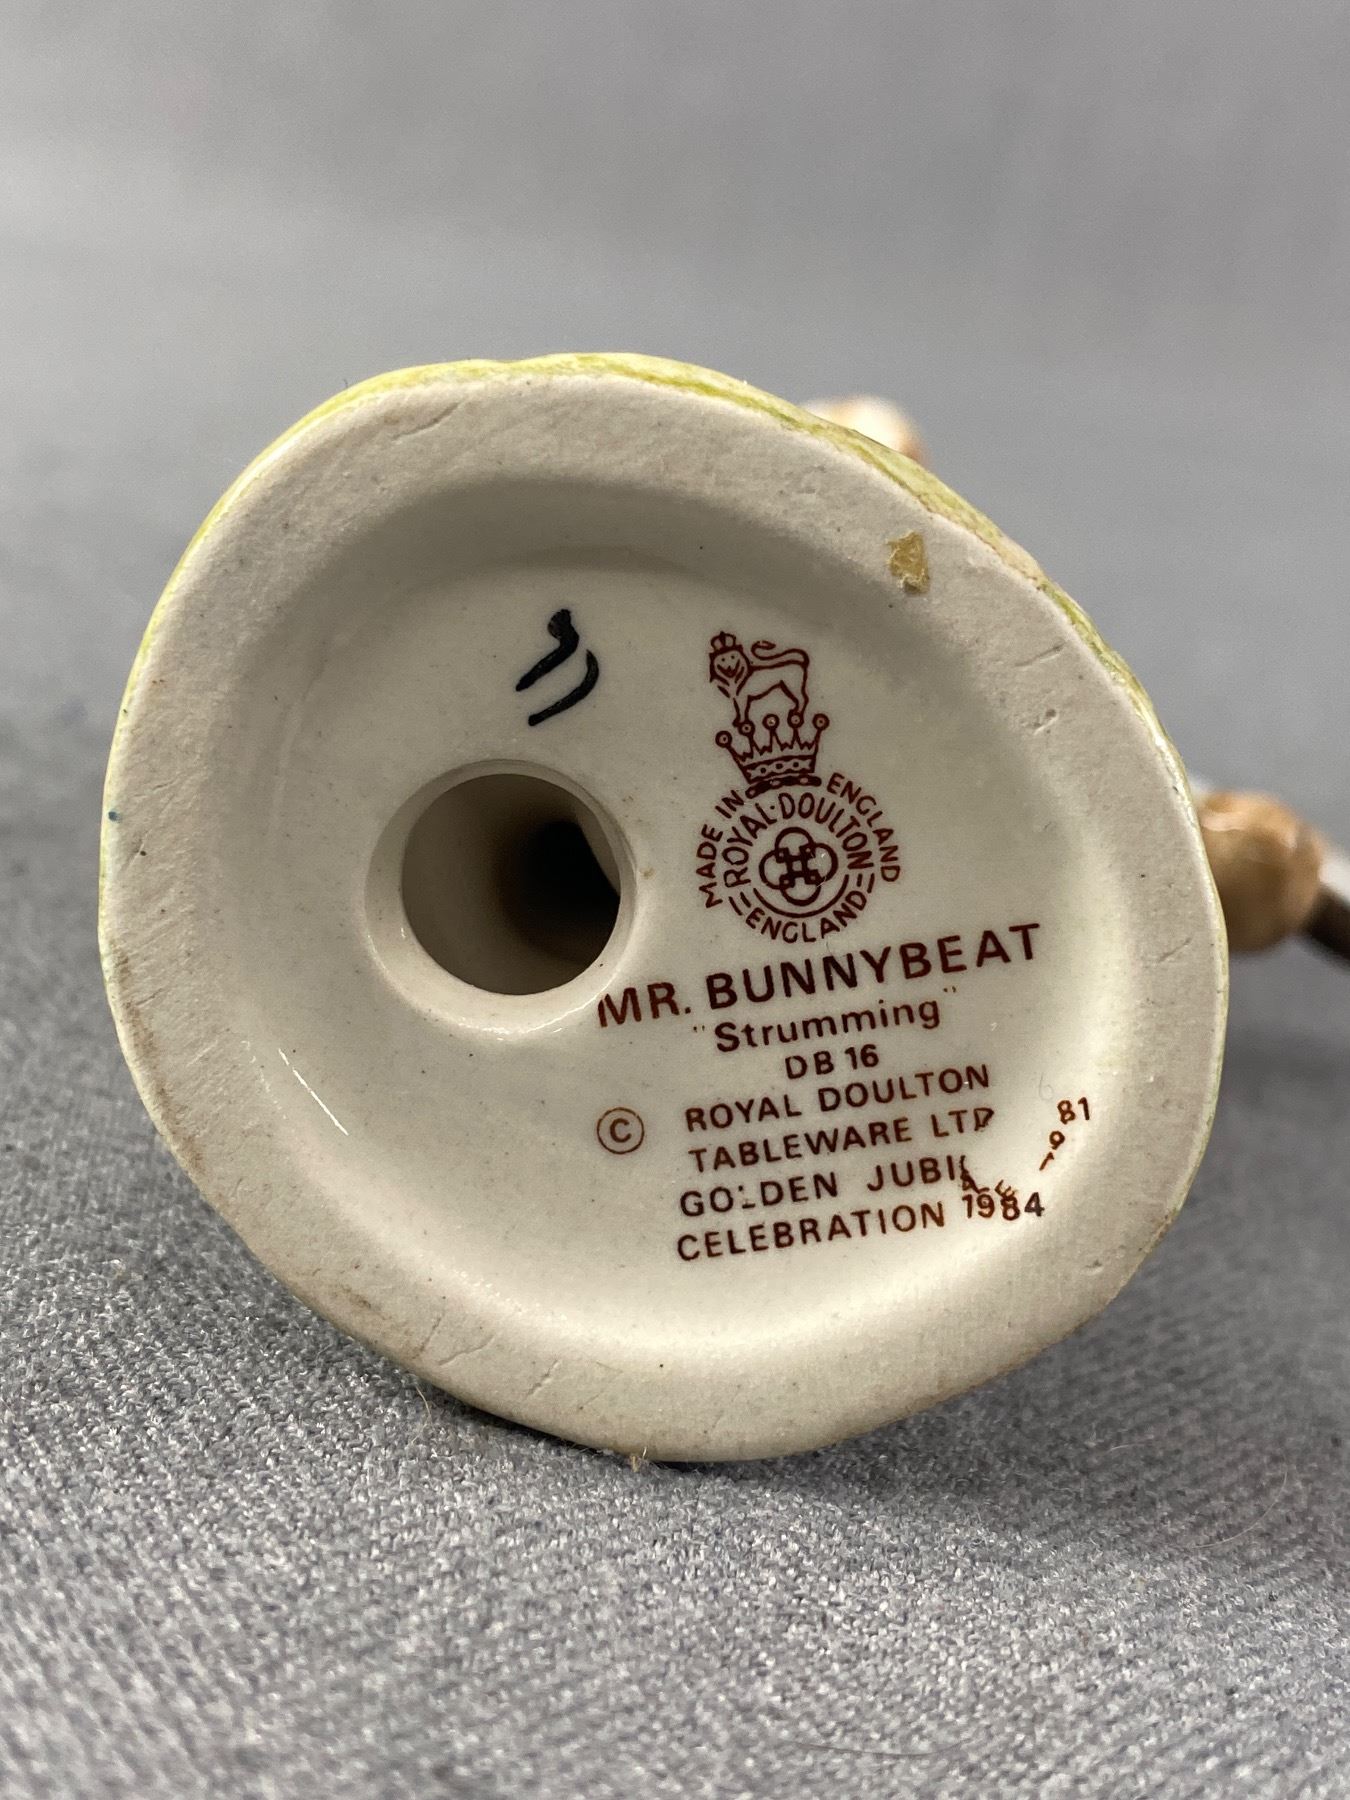 MADE IN ENGLAND
ROYAL·DOULTON
ENGLAND
MR. BUNNYBEAT
"Strumming"
DB 16
© ROYAL DOULTON
TABLEWARE LTD 1981
GOLDEN JUBILEE
CELEBRATION 1984